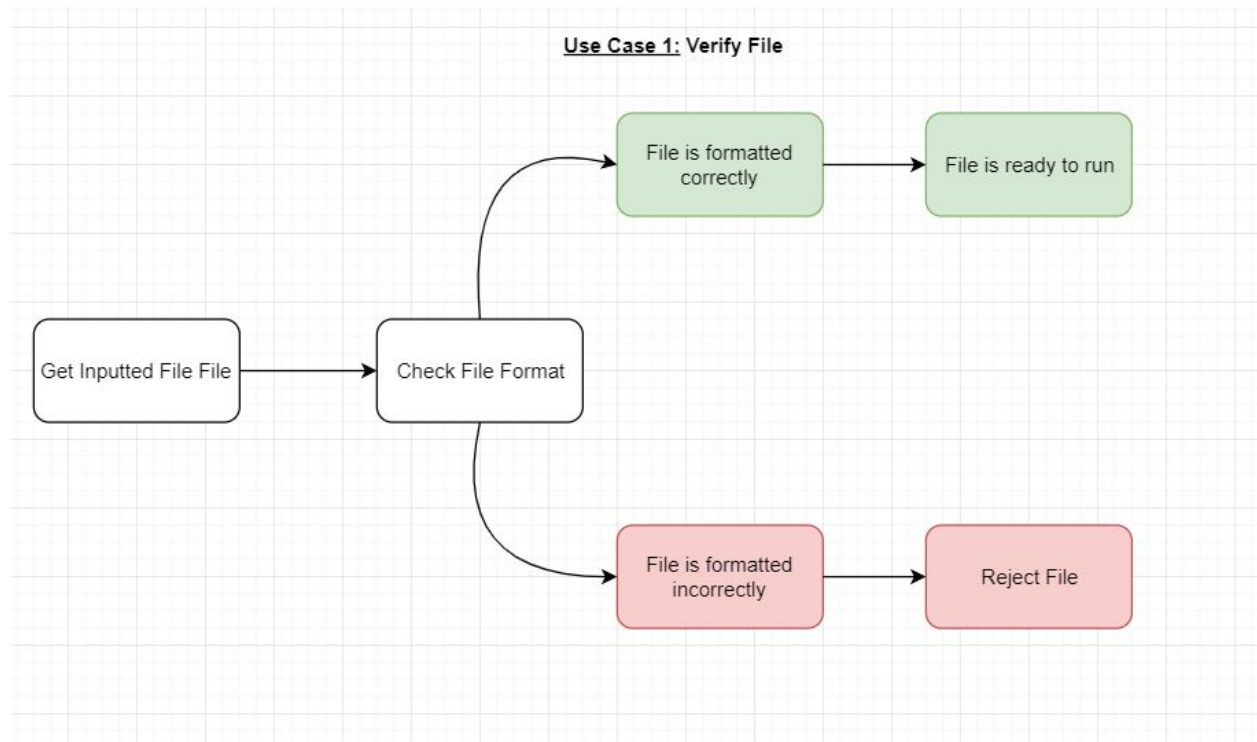 Use Case 1: Verify File
File is formatted
correctly
File is ready to run
Get Inputted File File
Check File Format
File is formatted
incorrectly
Reject File